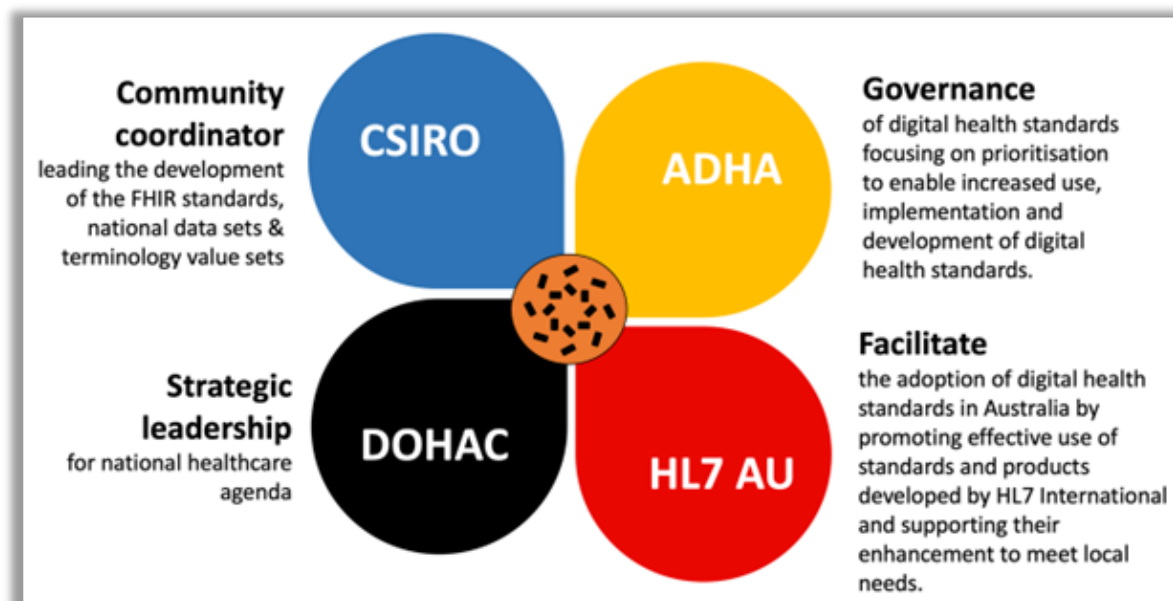 Community
coordinator
leading the development
of the FHIR standards,
national data sets &
terminology value sets
CSIRO
ADHA
Governance
of digital health standards
focusing on prioritisation
to enable increased use,
implementation and
development of digital
health standards.
Strategic
leadership
for national healthcare
agenda
DOHAC
HL7 AU
Facilitate
the adoption of digital health
standards in Australia by
promoting effective use of
standards and products
developed by HL7 International
and supporting their
enhancement to meet local
needs.